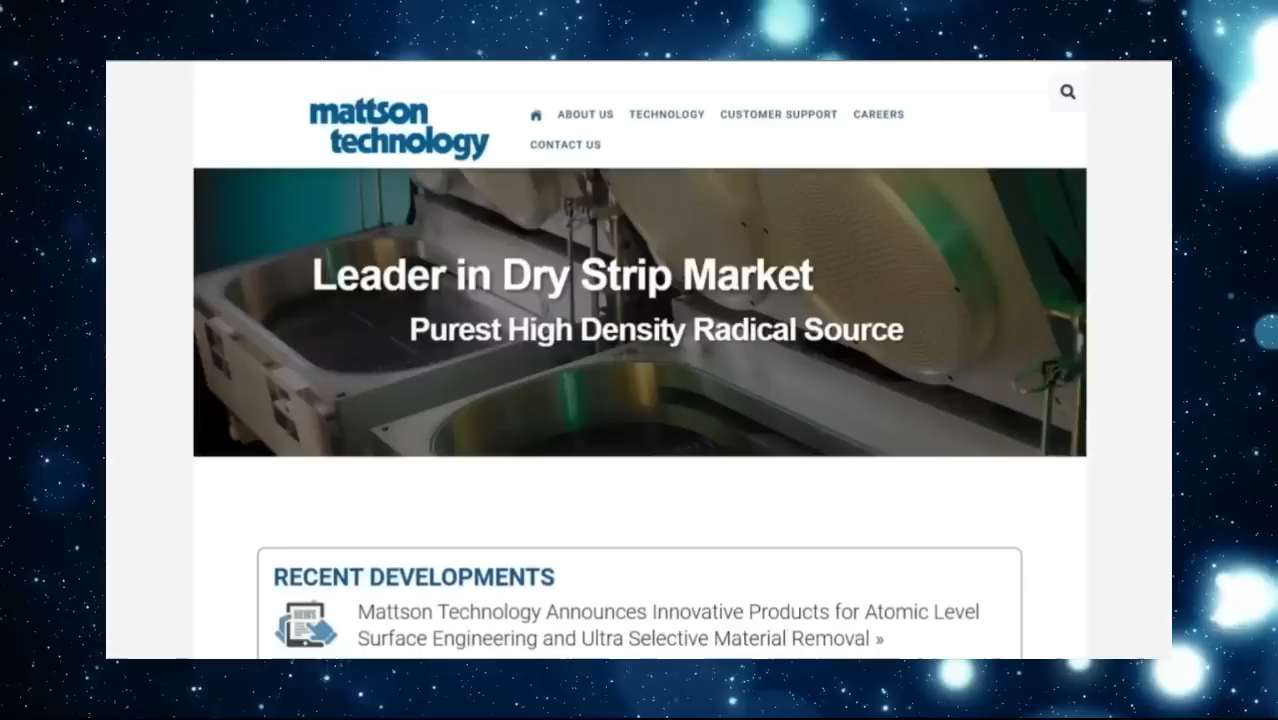 mattson
technology
ABOUT US TECHNOLOGY CUSTOMER SUPPORT CAREERS
CONTACT US
Leader in Dry Strip Market
Purest High Density Radical Source
RECENT DEVELOPMENTS
NEWS
Mattson Technology Announces Innovative Products for Atomic Level
Surface Engineering and Ultra Selective Material Removal »